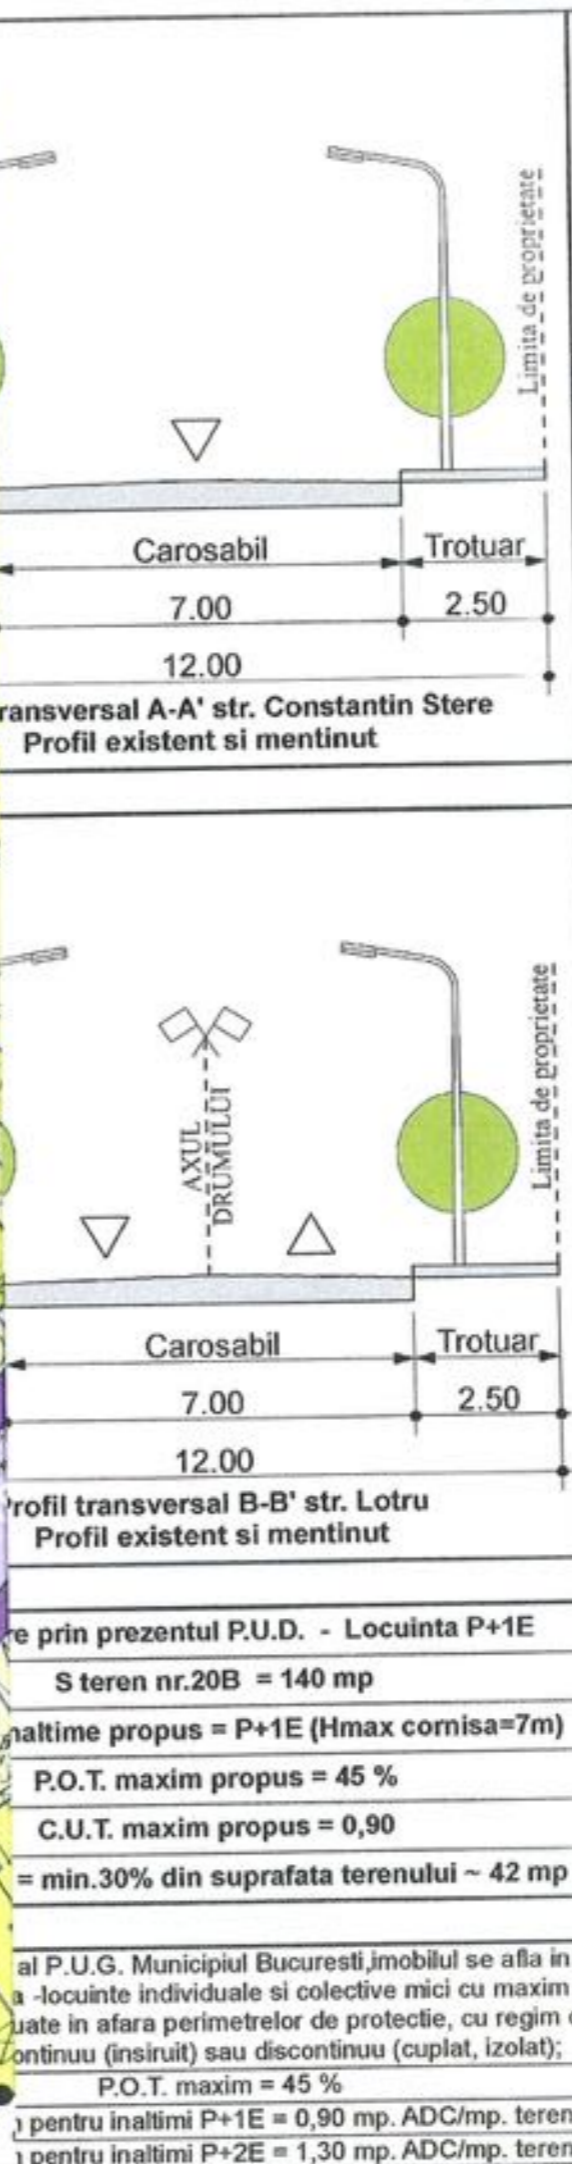 Limita de proprietate
Carosabil Trotuar
7.00 2.50
12.00
ransversal A-A' str. Constantin Stere
Profil existent si mentinut
Limita de proprietate
AXUL
DRUMULUI
Carosabil Trotuar
7.00 2.50
12.00
rofil transversal B-B' str. Lotru
Profil existent si mentinut
re prin prezentul P.U.D. - Locuinta P+1E
S teren nr.20B = 140 mp
naltime propus = P+1E (Hmax cornisa=7m)
P.O.T. maxim propus = 45 %
C.U.T. maxim propus = 0,90
= min.30% din suprafata terenului ~ 42 mp
al P.U.G. Municipiul Bucuresti,imobilul se afla in
a -locuinte individuale si colective mici cu maxim
uate in afara perimetrelor de protectie, cu regim
ontinuu (insiruit) sau discontinuu (cuplat, izolat);
P.O.T. maxim = 45 %
pentru inaltimi P+1E = 0,90 mp. ADC/mp. teren
pentru inaltimi P+2E = 1,30 mp. ADC/mp. teren